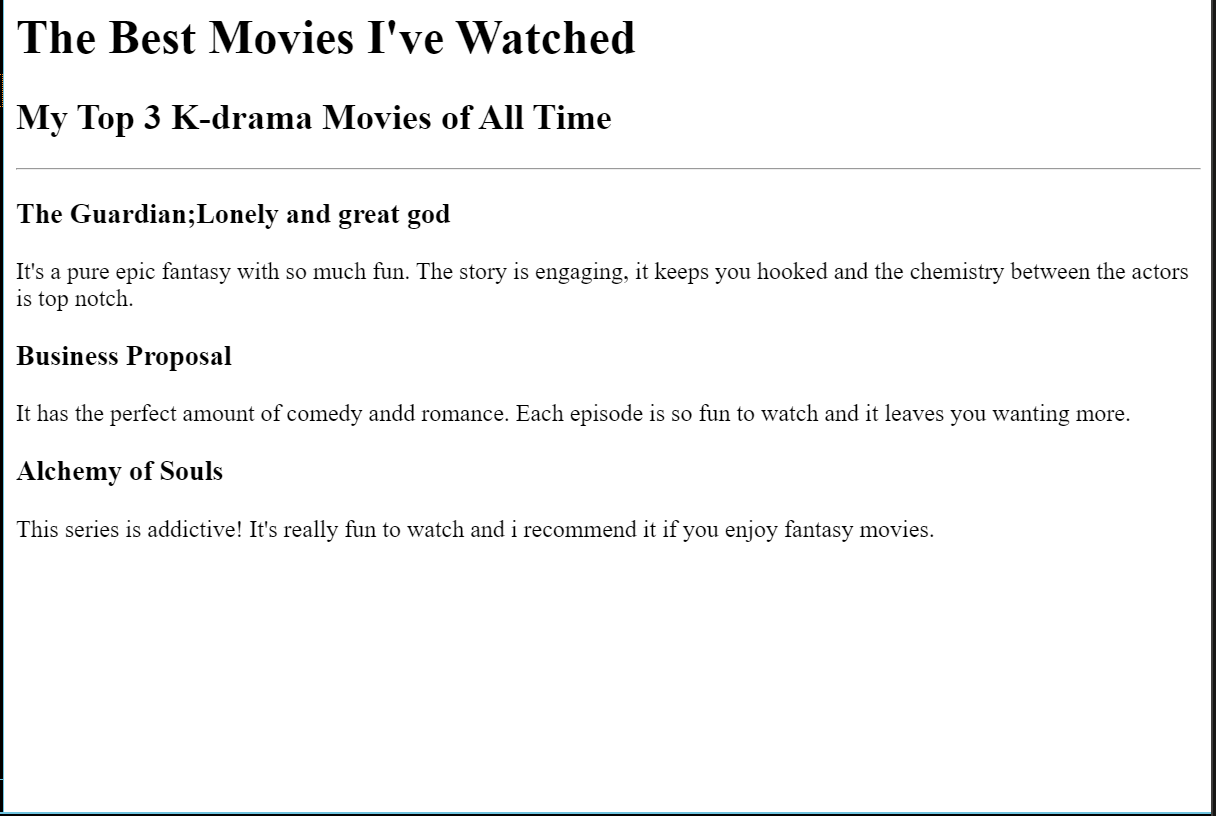 The Best Movies I've Watched
My Top 3 K-drama Movies of All Time
The Guardian;Lonely and great god
It's a pure epic fantasy with so much fun. The story is engaging, it keeps you hooked and the chemistry between the actors
is top notch.
Business Proposal
It has the perfect amount of comedy andd romance. Each episode is so fun to watch and it leaves you wanting more.
Alchemy of Souls
This series is addictive! It's really fun to watch and i recommend it if you enjoy fantasy movies.